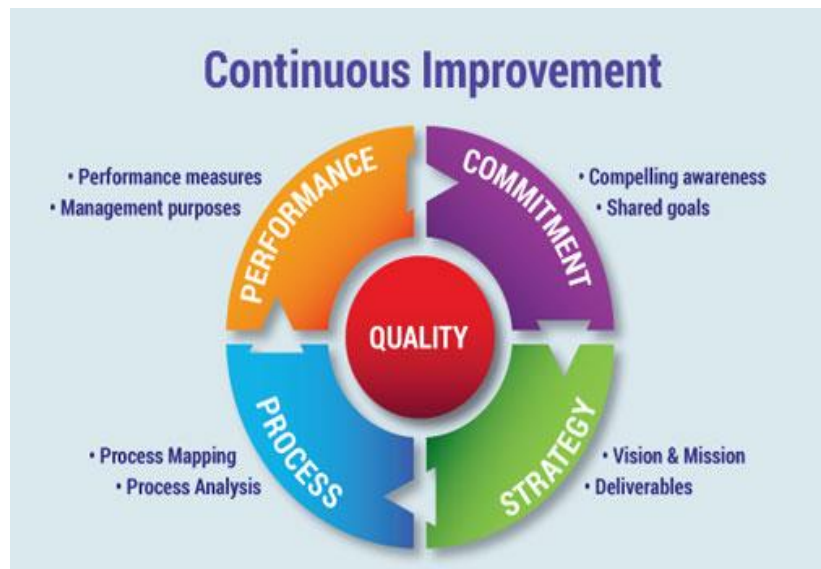 Continuous Improvement
• Performance measures
• Management purposes
PERFORMANCE
COMMITMENT
• Compelling awareness
• Shared goals
QUALITY
• Process Mapping
• Process Analysis
PROCESS
STRATEGY
• Vision & Mission
• Deliverables